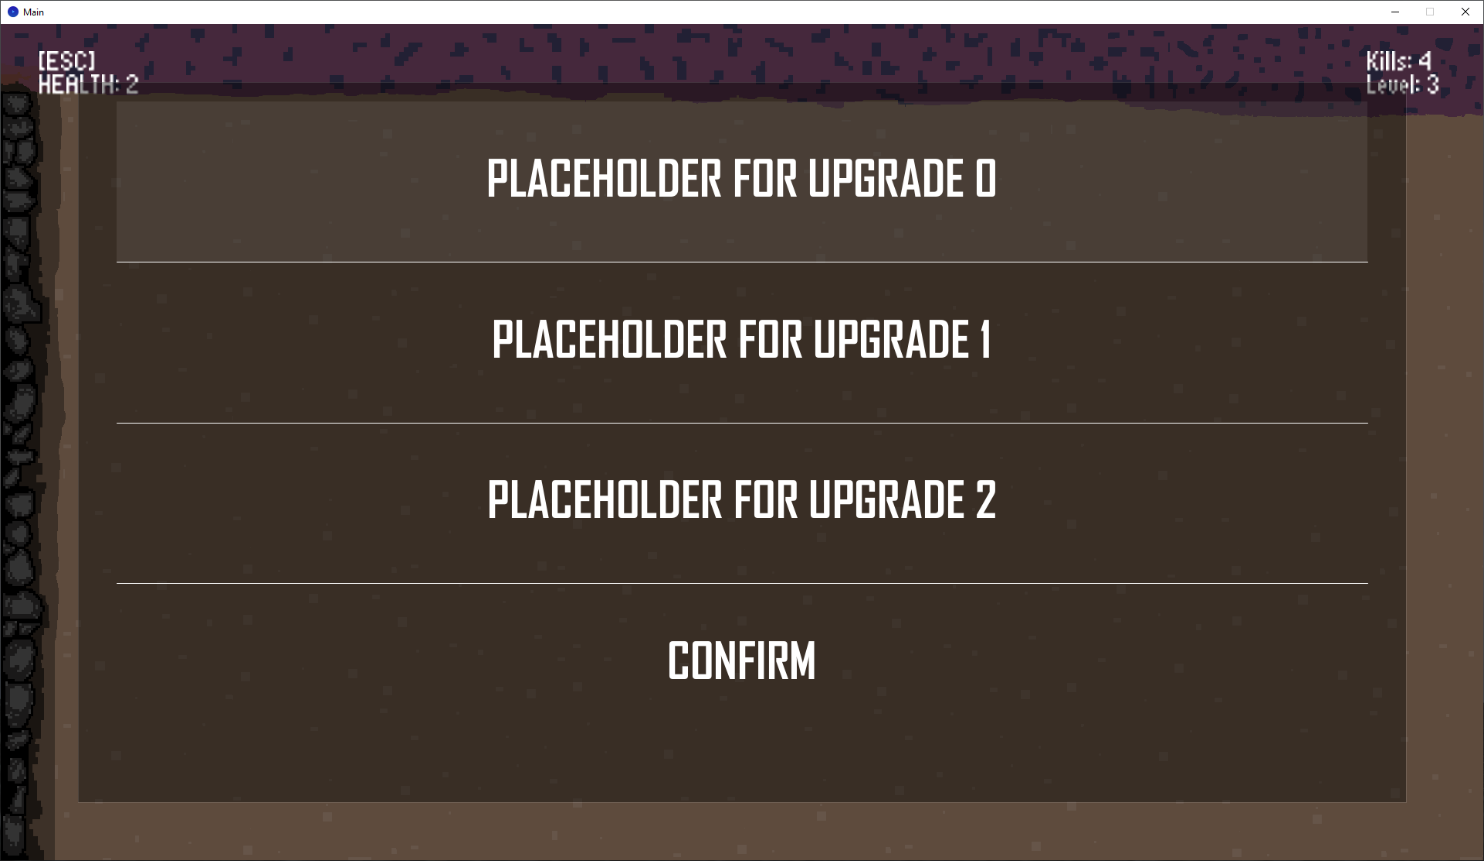 Main
[ESC]
HEALTH: 2
Kills: 4
Level: 3
PLACEHOLDER FOR UPGRADE 0
PLACEHOLDER FOR UPGRADE 1
PLACEHOLDER FOR UPGRADE 2
CONFIRM